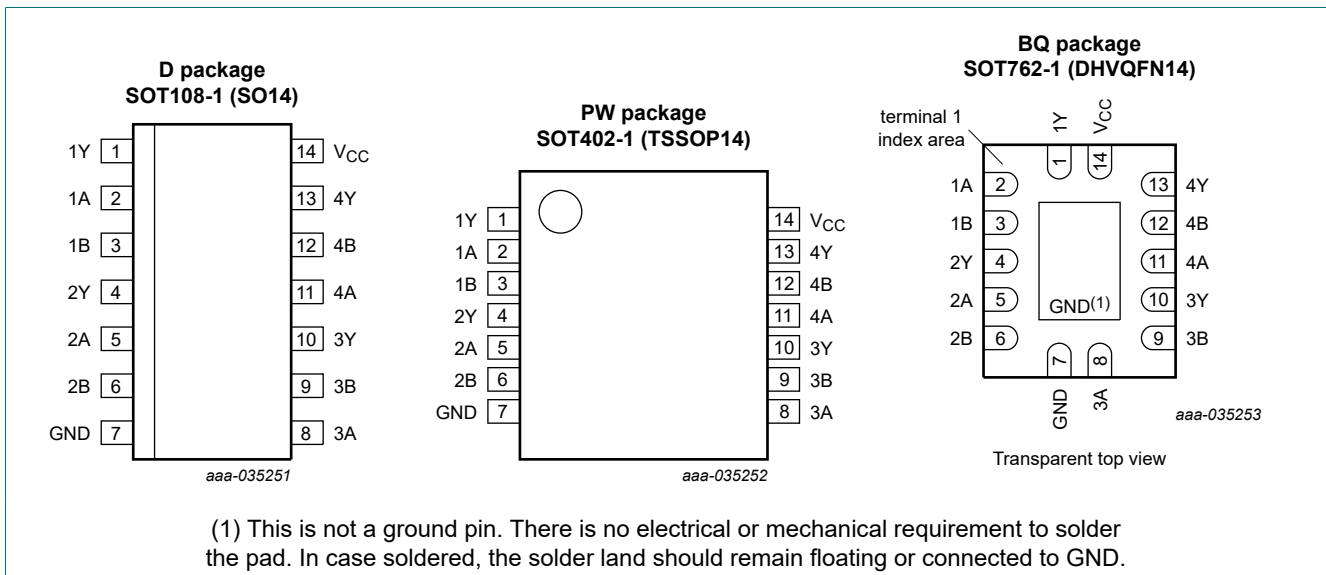 D package
SOT108-1 (SO14)
1Y 1 14 VCC
1A 2 13 4Y
1B 3 12 4B
2Y 4 11 4A
2A 5 10 3Y
2B 6 9 3B
GND 7 8 3A
aaa-035251
PW package
SOT402-1 (TSSOP14)
1Y 1 14 VCC
1A 2 13 4Y
1B 3 12 4B
2Y 4 11 4A
2A 5 10 3Y
2B 6 9 3B
GND 7 8 3A
aaa-035252
BQ package
SOT762-1 (DHVQFN14)
terminal 1
index area
1Y VCC
1 14
1A 2 13 4Y
1B 3 12 4B
2Y 4 11 4A
2A 5 10 3Y
GND(1)
2B 6 9 3B
7 8
GND 3A
aaa-035253
Transparent top view
(1) This is not a ground pin. There is no electrical or mechanical requirement to solder
the pad. In case soldered, the solder land should remain floating or connected to GND.